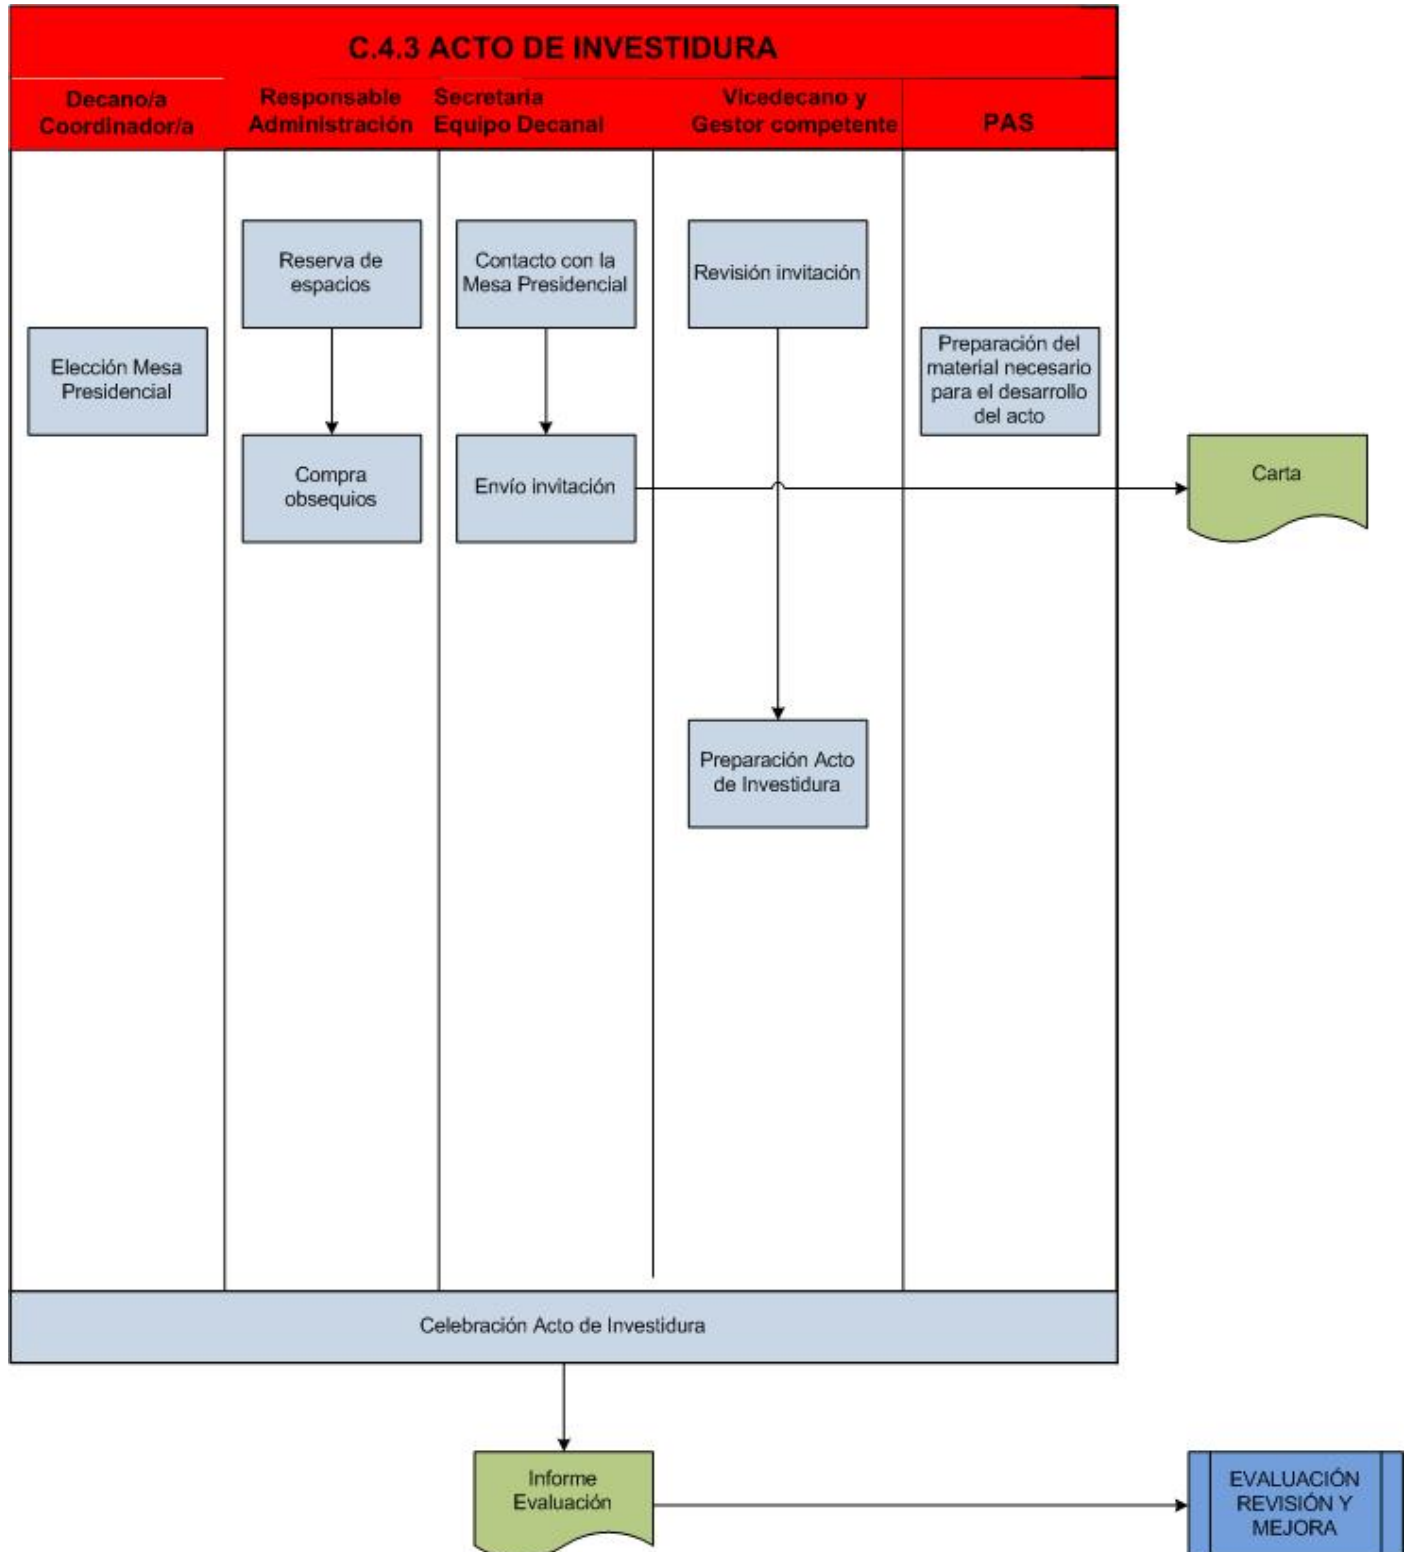 C.4.3 ACTO DE INVESTIDURA
Decano/a
Coordinador/a
Responsable
Administración
Secretaria
Equipo Decanal
Vicedecano y
Gestor competente
PAS
Reserva de
espacios
Contacto con la
Mesa Presidencial
Revisión invitación
Elección Mesa
Presidencial
Preparación del
material necesario
para el desarrollo
del acto
Compra
obsequios
Envío invitación
Carta
Preparación Acto
de Investidura
Celebración Acto de Investidura
Informe
Evaluación
EVALUACIÓN
REVISIÓN Y
MEJORA